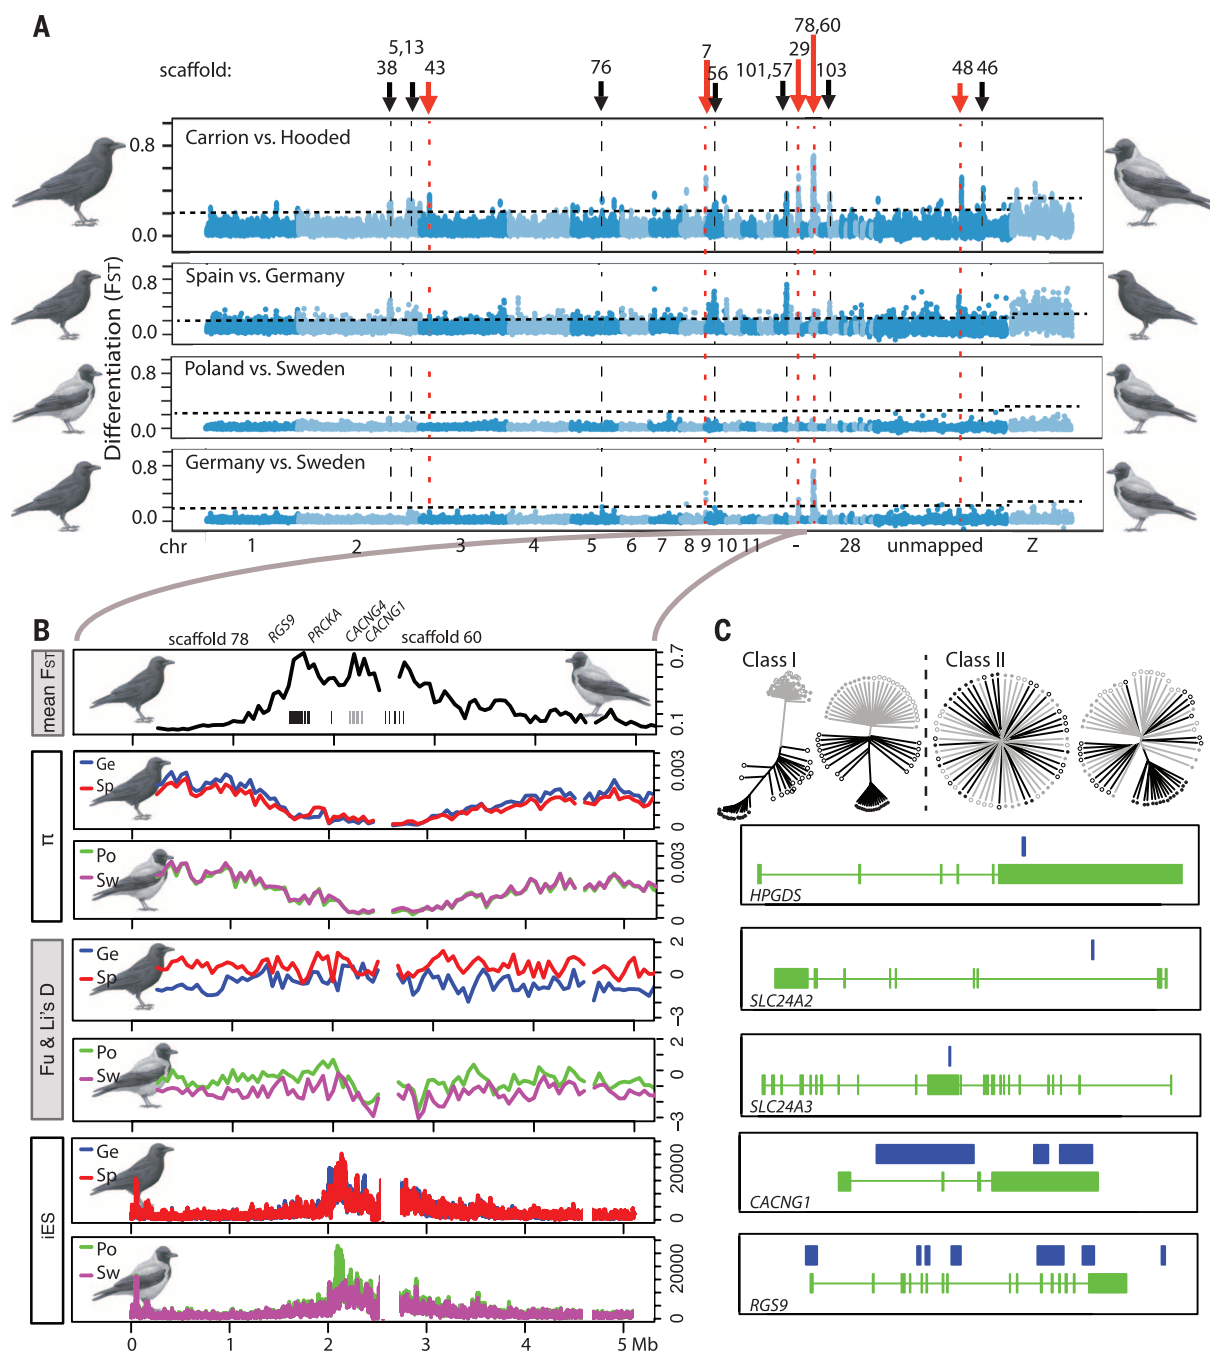 A
scaffold:
38
5,13
43
76
7
56
101,57
29
78,60
103
48
46
Differentiation (FST)
Carrion vs. Hooded
0.8
0.0
Spain vs. Germany
0.8
0.0
Poland vs. Sweden
0.8
0.0
Germany vs. Sweden
0.8
0.0
chr 1 2 3 4 5 6 7 8 9 10 11 - 28 unmapped Z
B
scaffold 78
RGS9
PRCKA
CACNG4
CACNG1
scaffold 60
mean FST
0.7
0.1
π
Ge
Sp
0.003
0
Po
Sw
0.003
0
Fu & Li's D
Ge
Sp
2
0
−3
Po
Sw
2
0
−3
iES
Ge
Sp
20000
0
Po
Sw
20000
0
0 1 2 3 4 5 Mb
C
Class I
Class II
HPGDS
SLC24A2
SLC24A3
CACNG1
RGS9